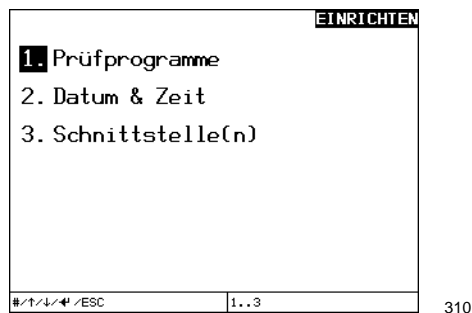 EINRICHTEN
1. Prüfprogramme
2. Datum & Zeit
3. Schnittstelle(n)
#/↑/↓/↵ /ESC 1..3
310